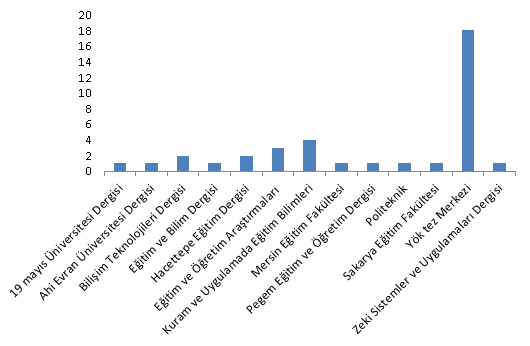 20
18
16
14
12
10
8
6
4
2
0
19 mayıs Üniversitesi Dergisi
Ahi Evran Üniversitesi Dergisi
Bilişim Teknolojileri Dergisi
Eğitim ve Bilim Dergisi
Hacettepe Eğitim Dergisi
Eğitim ve Öğretim Araştırmaları
Kuram ve Uygulamada Eğitim Bilimleri
Mersin Eğitim Fakültesi
Pegem Eğitim ve Öğretim Dergisi
Politeknik
Sakarya Eğitim Fakültesi
Yök tez Merkezi
Zeki Sistemler ve Uygulamaları Dergisi